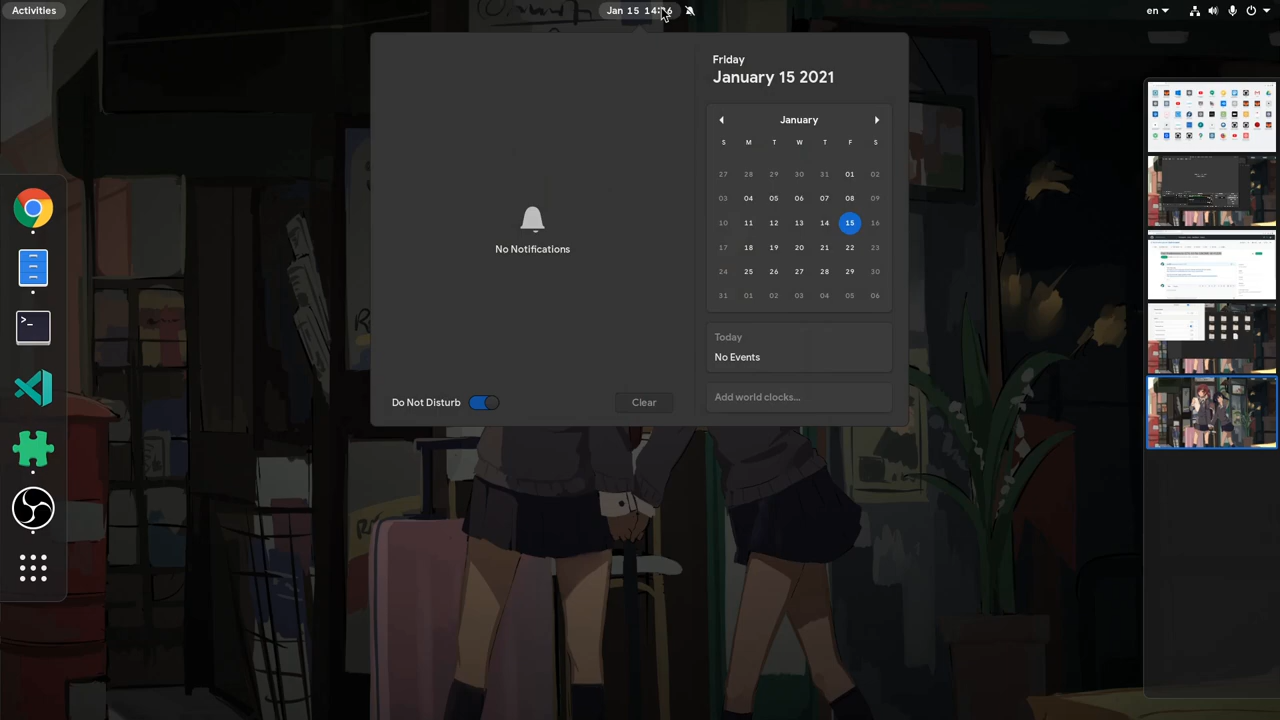 Activities
Jan 15 14:
en
Friday
January 15 2021
January
S M T W T F S
27 28 29 30 31 01 02
03 04 05 06 07 08 09
10 11 12 13 14 15 16
17 18 19 20 21 22 23
24 25 26 27 28 29 30
31 01 02 03 04 05 06
No Notifications
Today
No Events
Do Not Disturb
Clear
Add world clocks...
>_